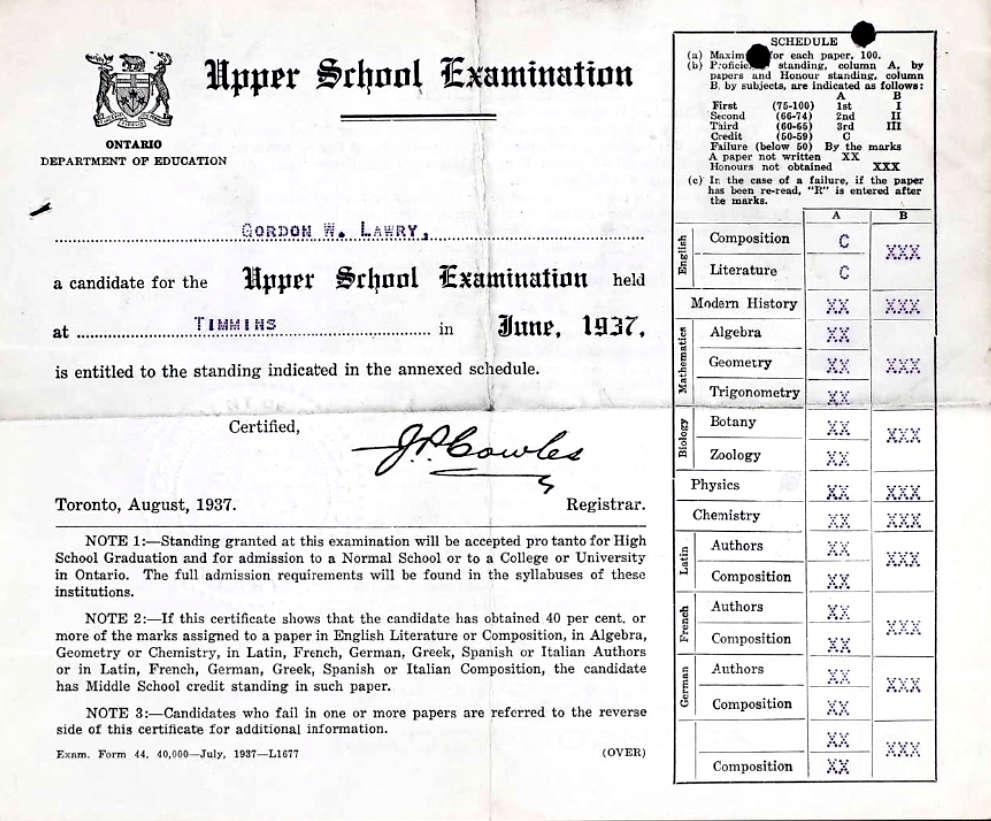 Upper School Examination
ONTARIO
DEPARTMENT OF EDUCATION
GORDON W. LAWRY,
a candidate for the Upper School Examination held
at TIMMINS in June, 1937,
is entitled to the standing indicated in the annexed schedule.
Certified,
J.P. Cowles
Toronto, August, 1937. Registrar.
NOTE 1:—Standing granted at this examination will be accepted pro tanto for High
School Graduation and for admission to a Normal School or to a College or University
in Ontario. The full admission requirements will be found in the syllabuses of these
institutions.
NOTE 2:—If this certificate shows that the candidate has obtained 40 per cent. or
more of the marks assigned to a paper in English Literature or Composition, in Algebra,
Geometry or Chemistry, in Latin, French, German, Greek, Spanish or Italian Authors
or in Latin, French, German, Greek, Spanish or Italian Composition, the candidate
has Middle School credit standing in such paper.
NOTE 3:—Candidates who fail in one or more papers are referred to the reverse
side of this certificate for additional information.
Exam. Form 44. 40,000—July, 1937—L1677 (OVER)
SCHEDULE
(a) Maxim for each paper, 100.
(b) Proficie standing, column A, by
papers and Honour standing, column
B, by subjects, are indicated as follows:
A B
First (75-100) 1st I
Second (66-74) 2nd II
Third (60-65) 3rd III
Credit (50-59) C
Failure (below 50) By the marks
A paper not written XX
Honours not obtained XXX
(c) In the case of a failure, if the paper
has been re-read, "R" is entered after
the marks.
A B
English
Composition C XXX
Literature C
Modern History XX XXX
Mathematics
Algebra XX
Geometry XX XXX
Trigonometry XX
Biology
Botany XX XXX
Zoology XX
Physics XX XXX
Chemistry XX XXX
Latin
Authors XX XXX
Composition XX
French
Authors XX XXX
Composition XX
German
Authors XX XXX
Composition XX
XX XXX
Composition XX